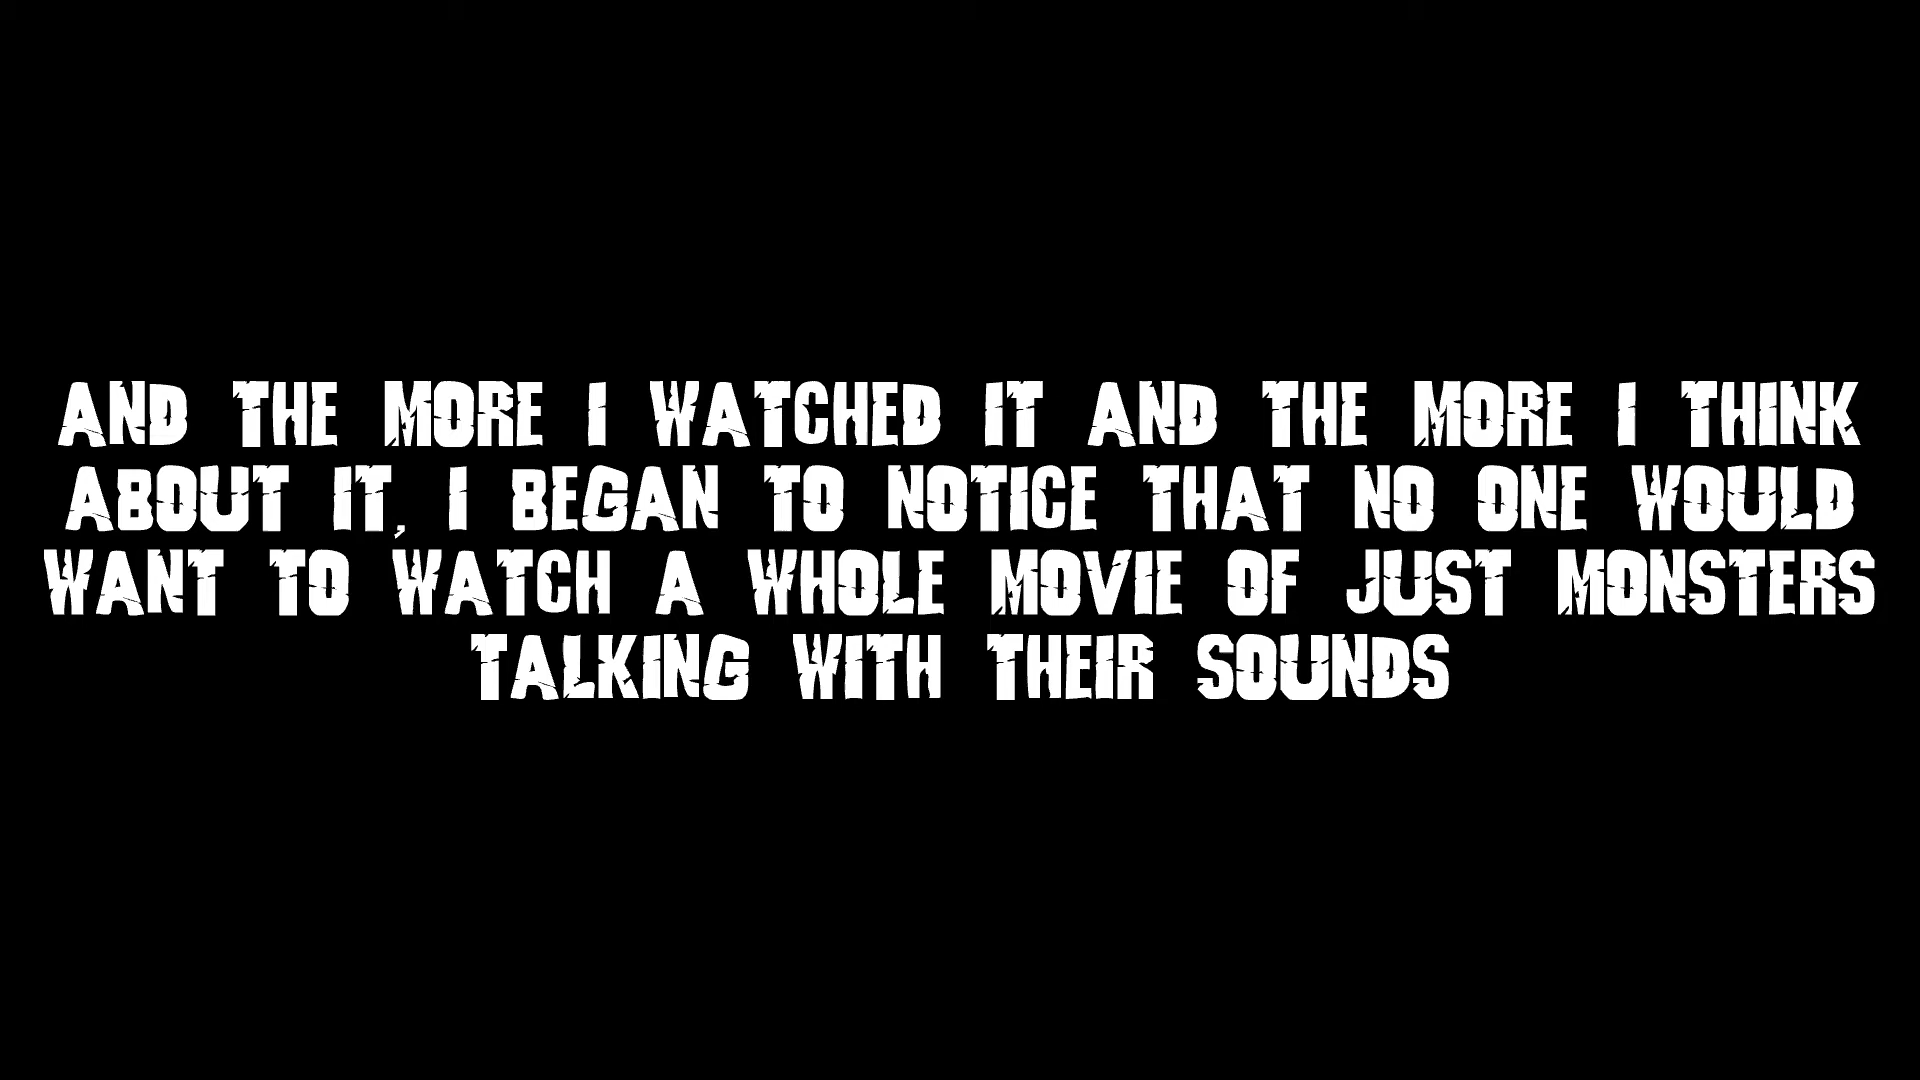 AND THE MORE I WATCHED IT AND THE MORE I THINK
ABOUT IT, I BEGAN TO NOTICE THAT NO ONE WOULD
WANT TO WATCH A WHOLE MOVIE OF JUST MONSTERS
TALKING WITH THEIR SOUNDS